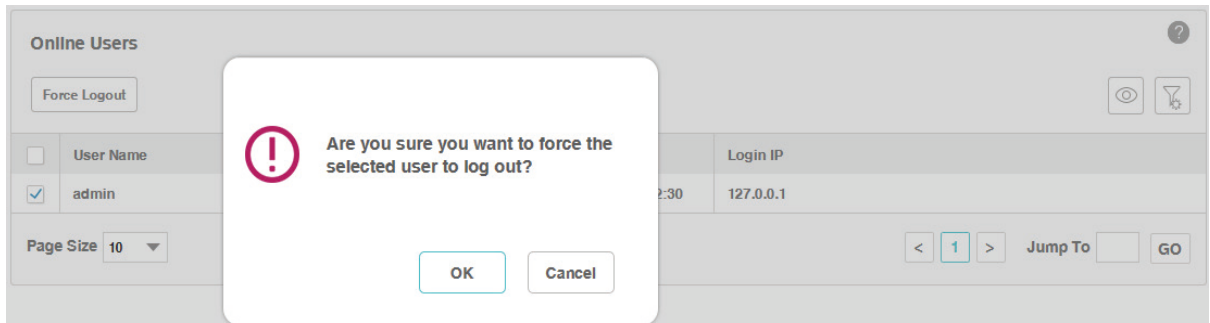 Online Users
?
Force Logout
Are you sure you want to force the
selected user to log out?
User Name
Login IP
admin
2:30
127.0.0.1
Page Size 10
< 1 > Jump To GO
OK Cancel